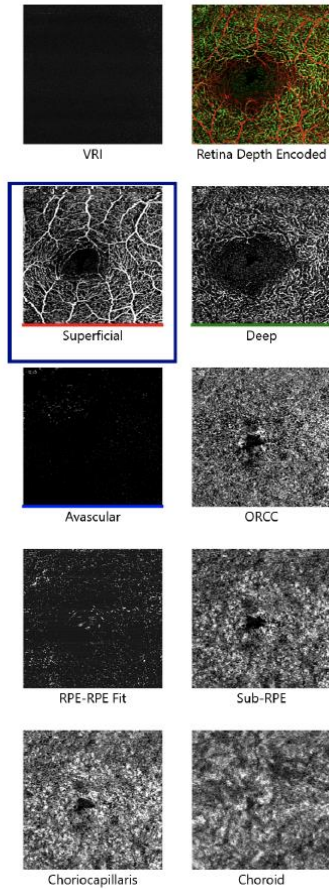 VRI
Retina Depth Encoded
Superficial
Deep
Avascular
ORCC
RPE-RPE Fit
Sub-RPE
Choriocapillaris
Choroid